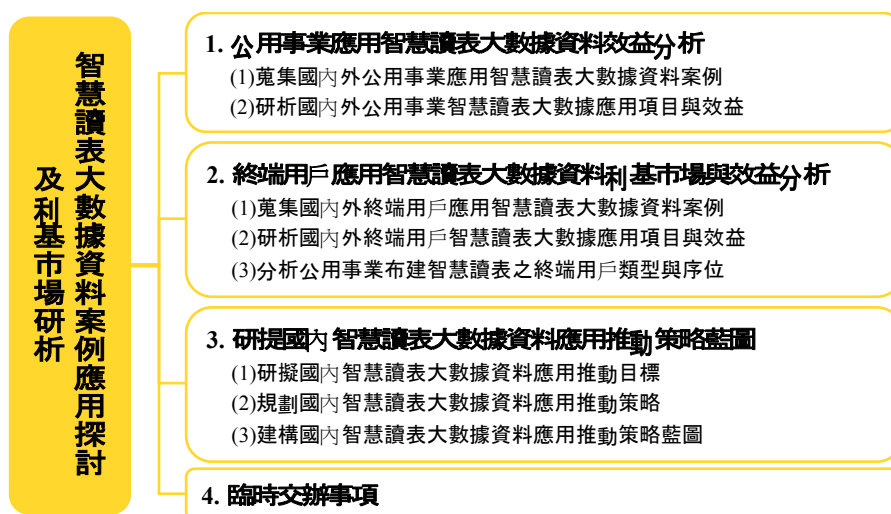 智慧讀表大數據資料案例應用探討
及利基市場研析
1. 公用事業應用智慧讀表大數據資料效益分析
(1)蒐集國內外公用事業應用智慧讀表大數據資料案例
(2)研析國內外公用事業智慧讀表大數據應用項目與效益
2. 終端用戶應用智慧讀表大數據資料利基市場與效益分析
(1)蒐集國內外終端用戶應用智慧讀表大數據資料案例
(2)研析國內外終端用戶智慧讀表大數據應用項目與效益
(3)分析公用事業布建智慧讀表之終端用戶類型與序位
3. 研提國內智慧讀表大數據資料應用推動策略藍圖
(1)研擬國內智慧讀表大數據資料應用推動目標
(2)規劃國內智慧讀表大數據資料應用推動策略
(3)建構國內智慧讀表大數據資料應用推動策略藍圖
4. 臨時交辦事項